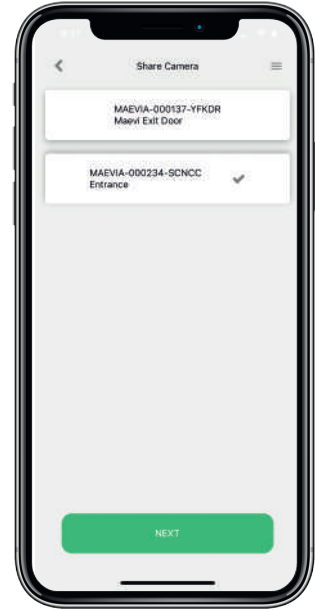 Share Camera
MAEVIA-000137-YFKDR
Maevi Exit Door
MAEVIA-000234-SCNCC
Entrance
NEXT